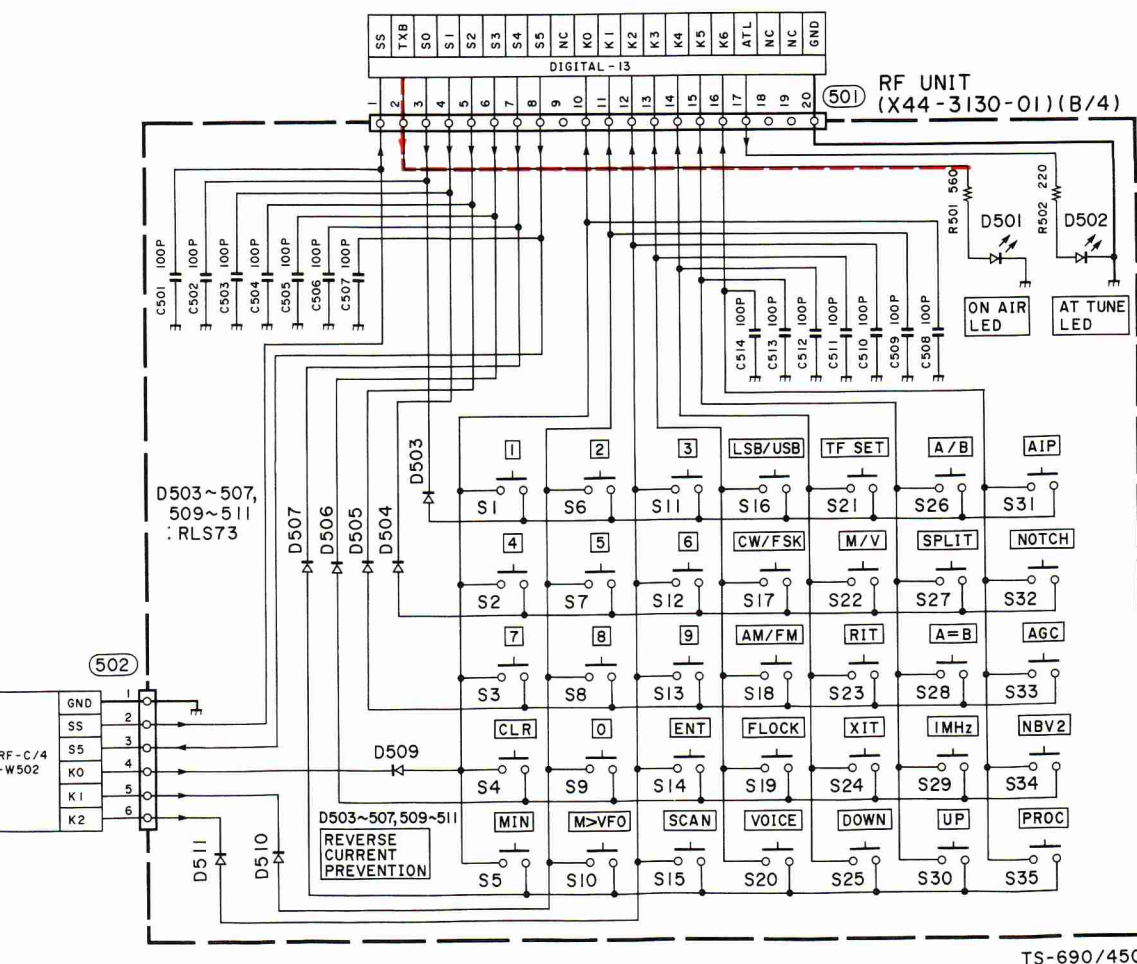 SS TXB S0 S1 S2 S3 S4 S5 NC K0 K1 K2 K3 K4 K5 K6 ATL NC NC GND
DIGITAL-13
1 2 3 4 5 6 7 8 9 10 11 12 13 14 15 16 17 18 19 20
501
RF UNIT
(X44-3130-01)(B/4)
C501 100P
C502 100P
C503 100P
C504 100P
C505 100P
C506 100P
C507 100P
C514 100P
C513 100P
C512 100P
C511 100P
C510 100P
C509 100P
C508 100P
R501 560
D501
R502 220
D502
ON AIR
LED
AT TUNE
LED
D503~507,
509~511
: RLS73
D507
D506
D505
D504
D503
1 2 3 LSB/USB TF SET A/B AIP
S1 S6 S11 S16 S21 S26 S31
4 5 6 CW/FSK M/V SPLIT NOTCH
S2 S7 S12 S17 S22 S27 S32
7 8 9 AM/FM RIT A=B AGC
S3 S8 S13 S18 S23 S28 S33
CLR 0 ENT FLOCK XIT 1MHz NBV2
S4 S9 S14 S19 S24 S29 S34
MIN M>VFO SCAN VOICE DOWN UP PROC
S5 S10 S15 S20 S25 S30 S35
502
GND 1
SS 2
S5 3
K0 4
K1 5
K2 6
RF-C/4
-W502
D509
D503~507,509~511
REVERSE
CURRENT
PREVENTION
D511
D510
TS-690/450